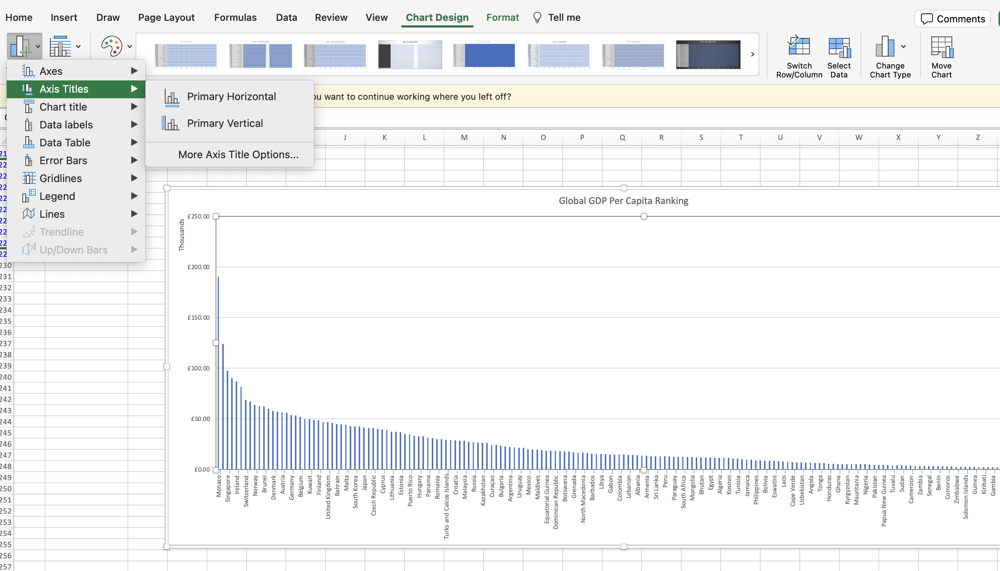 Home Insert Draw Page Layout Formulas Data Review View Chart Design Format Tell me Comments
Switch Row/Column
Select Data
Change Chart Type
Move Chart
Axes
Axis Titles
Chart title
Data labels
Data Table
Error Bars
Gridlines
Legend
Lines
Trendline
Up/Down Bars
Primary Horizontal
Primary Vertical
More Axis Title Options...
ou want to continue working where you left off?
J K L M N O P Q R S T U V W X Y Z
21
22
22
22
22
22
22
22
22
22
230
231
232
233
234
235
236
237
238
239
240
241
242
243
244
245
246
247
248
249
250
251
252
253
254
255
256
257
Global GDP Per Capita Ranking
Thousands
£250.00
£200.00
£150.00
£100.00
£50.00
£0.00
Monaco...
Singapore...
Ireland...
Switzerland...
Norway...
Brunei...
Denmark...
Austria...
Germany...
Belgium...
Kuwait...
Finland...
United Kingdom...
Bahrain...
Malta...
South Korea...
Japan...
Czech Republic...
Cyprus...
Lithuania...
Estonia...
Puerto Rico...
Hungary...
Panama...
Romania...
Turks and Caicos Islands...
Croatia...
Malaysia...
Russia...
Kazakhstan...
Curaçao...
Bulgaria...
Argentina...
Uruguay...
Mexico...
Maldives...
Equatorial Guinea...
Dominican Republic...
Botswana...
Grenada...
North Macedonia...
Barbados...
Libya...
Gabon...
Colombia...
Lebanon...
Albania...
Armenia...
Sri Lanka...
Peru...
Paraguay...
South Africa...
Mongolia...
Bhutan...
Egypt...
Algeria...
Kosovo...
Tunisia...
Jamaica...
Philippines...
Bolivia...
Eswatini...
Laos...
Cape Verde...
Uzbekistan...
Angola...
Tonga...
Honduras...
Ghana...
Kyrgyzstan...
Mauritania...
Nigeria...
Pakistan...
Papua New Guinea...
Tuvalu...
Sudan...
Cameroon...
Zambia...
Senegal...
Benin...
Comoros...
Zimbabwe...
Solomon Islands...
Guinea...
Kiribati...
Gambia...